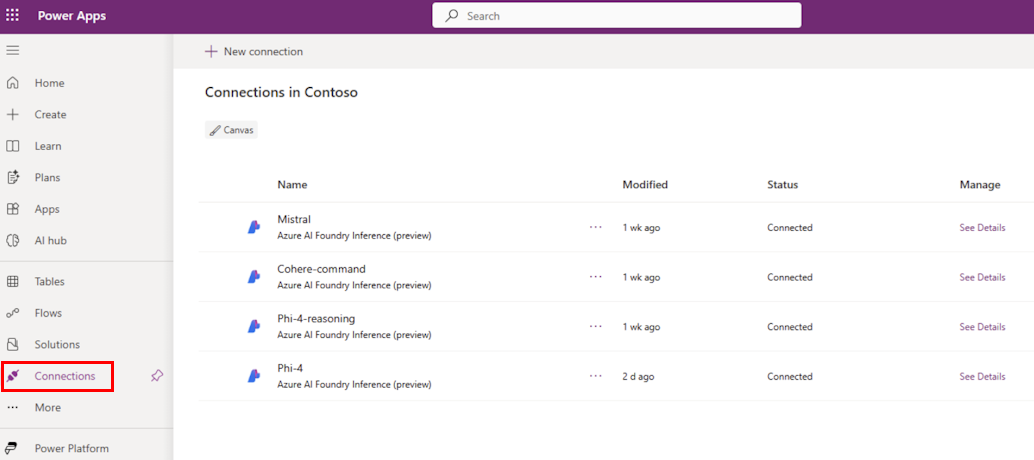 Power Apps
Search
Home
Create
Learn
Plans
Apps
AI hub
Tables
Flows
Solutions
Connections
More
Power Platform
New connection
Connections in Contoso
Canvas
Name Modified Status Manage
Mistral
Azure AI Foundry Inference (preview)
1 wk ago Connected See Details
Cohere-command
Azure AI Foundry Inference (preview)
1 wk ago Connected See Details
Phi-4-reasoning
Azure AI Foundry Inference (preview)
1 wk ago Connected See Details
Phi-4
Azure AI Foundry Inference (preview)
2 d ago Connected See Details